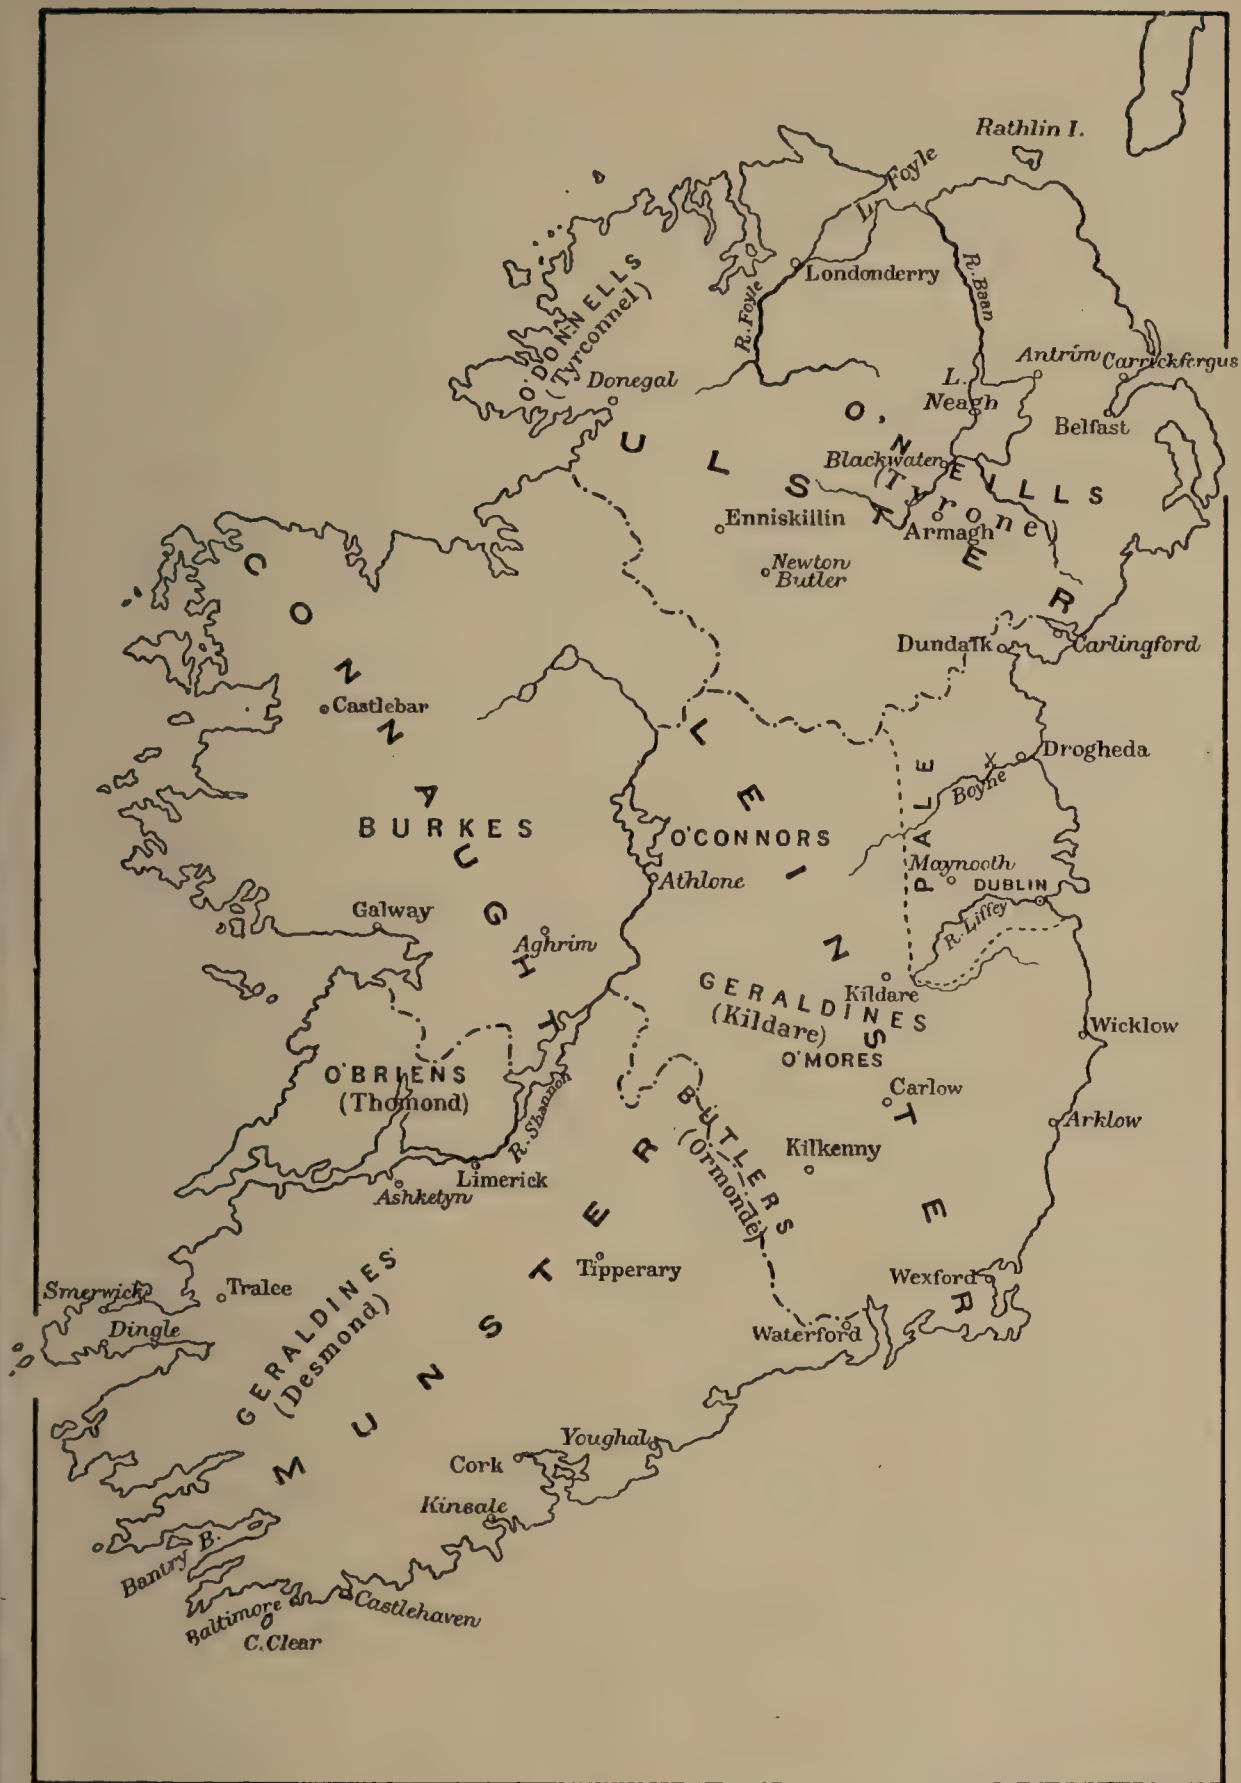 Rathlin I.
L. Foyle
Londonderry
R. Foyle
R. Baan
O'DONNELLS
(Tyrconnel)
Donegal
Antrim
Carrickfergus
L.
Neagh
Belfast
O'NEILLS
(Tyrone)
Blackwater
ULSTER
Enniskillin
Armagh
Newton
Butler
Dundalk
Carlingford
CONNAUGHT
Castlebar
LEINSTER
Drogheda
Boyne
X
PALE
BURKES
O'CONNORS
Athlone
Maynooth
DUBLIN
R. Liffey
Galway
Aghrim
Kildare
GERALDINES
(Kildare)
O'MORES
Wicklow
O'BRIENS
(Thomond)
R. Shannon
Carlow
Arklow
BUTLERS
(Ormonde)
Kilkenny
Limerick
Ashketyn
MUNSTER
Tipperary
Wexford
Smerwick
Tralee
Dingle
GERALDINES
(Desmond)
Waterford
Youghal
Cork
Kinsale
Bantry B.
Baltimore
Castlehaven
C. Clear